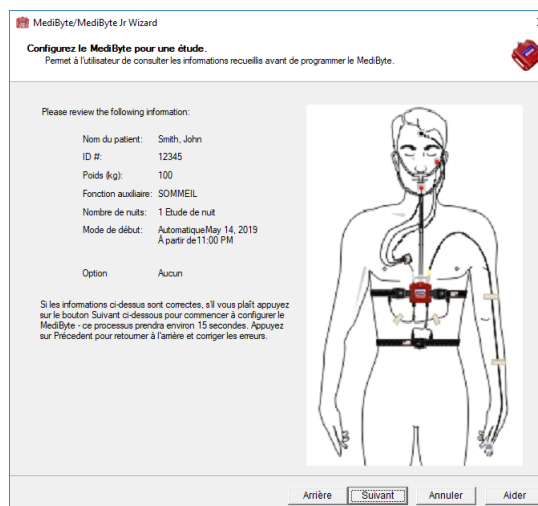 MediByte/MediByte Jr Wizard
Configurez le MediByte pour une étude.
Permet à l'utilisateur de consulter les informations recueillis avant de programmer le MediByte.
Please review the following information:
Nom du patient: Smith, John
ID #: 12345
Poids (kg): 100
Fonction auxiliaire: SOMMEIL
Nombre de nuits: 1 Etude de nuit
Mode de début: AutomatiqueMay 14, 2019
À partir de11:00 PM
Option Aucun
Si les informations ci-dessus sont correctes, s'il vous plaît appuyez
sur le bouton Suivant ci-dessous pour commencer à configurer le
MediByte - ce processus prendra environ 15 secondes. Appuyez
sur Précedent pour retourner à l'arrière et corriger les erreurs.
Arrière Suivant Annuler Aider